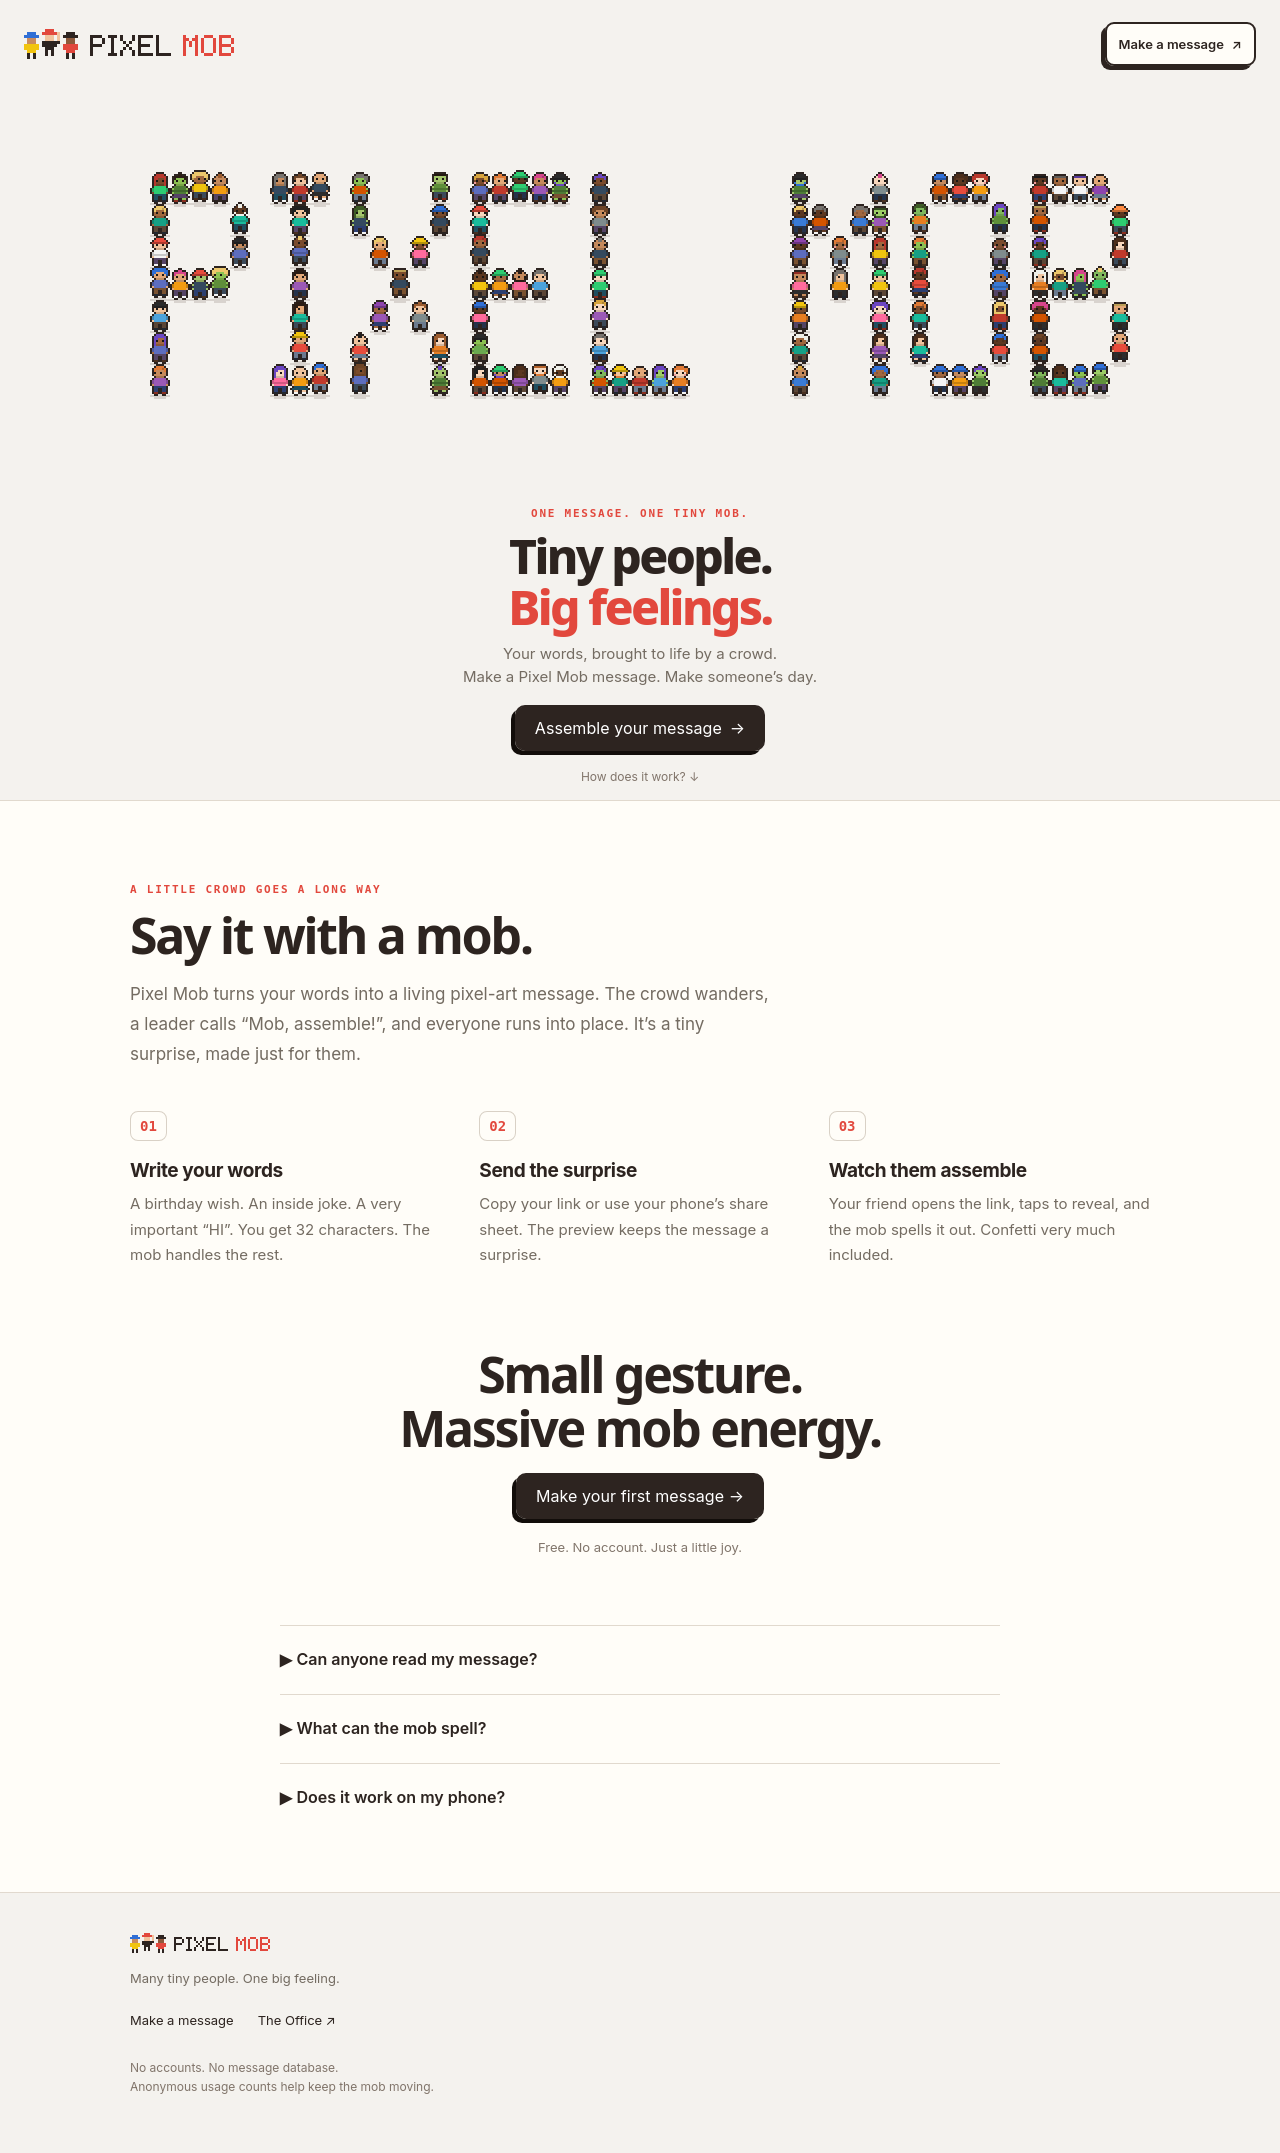 PIXEL MOB
Make a message ↗
PIXEL MOB
ONE MESSAGE. ONE TINY MOB.
Tiny people.
Big feelings.
Your words, brought to life by a crowd.
Make a Pixel Mob message. Make someone’s day.
Assemble your message →
How does it work? ↓
A LITTLE CROWD GOES A LONG WAY
Say it with a mob.
Pixel Mob turns your words into a living pixel-art message. The crowd wanders,
a leader calls “Mob, assemble!”, and everyone runs into place. It’s a tiny
surprise, made just for them.
01
Write your words
A birthday wish. An inside joke. A very
important “HI”. You get 32 characters. The
mob handles the rest.
02
Send the surprise
Copy your link or use your phone’s share
sheet. The preview keeps the message a
surprise.
03
Watch them assemble
Your friend opens the link, taps to reveal, and
the mob spells it out. Confetti very much
included.
Small gesture.
Massive mob energy.
Make your first message →
Free. No account. Just a little joy.
▶ Can anyone read my message?
▶ What can the mob spell?
▶ Does it work on my phone?
PIXEL MOB
Many tiny people. One big feeling.
Make a message The Office ↗
No accounts. No message database.
Anonymous usage counts help keep the mob moving.